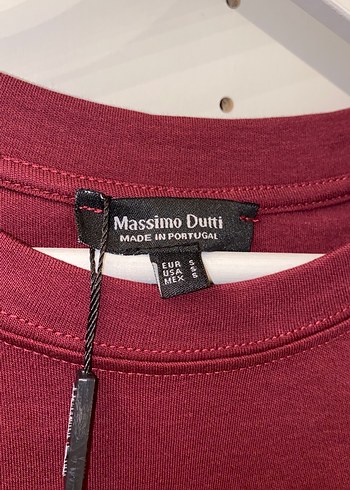 Massimo Dutti
MADE IN PORTUGAL
EUR S
USA S
MEX S